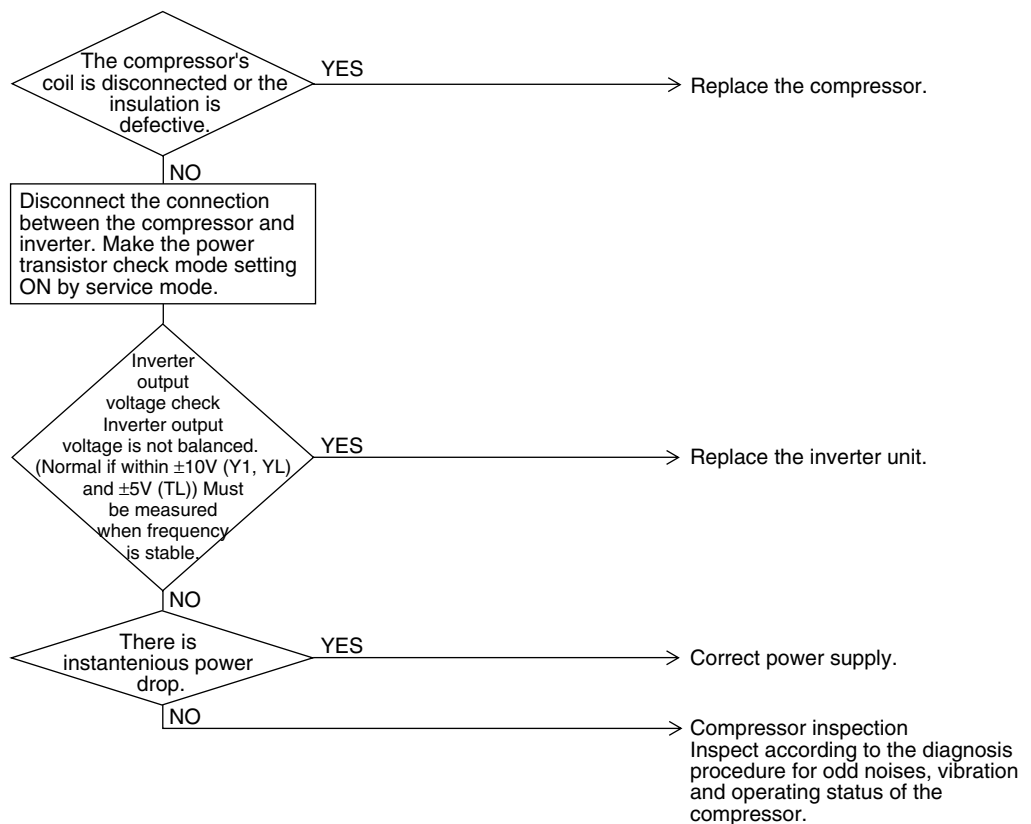 The compressor's
coil is disconnected or the
insulation is
defective.
YES
Replace the compressor.
NO
Disconnect the connection
between the compressor and
inverter. Make the power
transistor check mode setting
ON by service mode.
Inverter
output
voltage check
Inverter output
voltage is not balanced.
(Normal if within ±10V (Y1, YL)
and ±5V (TL)) Must
be measured
when frequency
is stable.
YES
Replace the inverter unit.
NO
There is
instantenious power
drop.
YES
Correct power supply.
NO
Compressor inspection
Inspect according to the diagnosis
procedure for odd noises, vibration
and operating status of the
compressor.